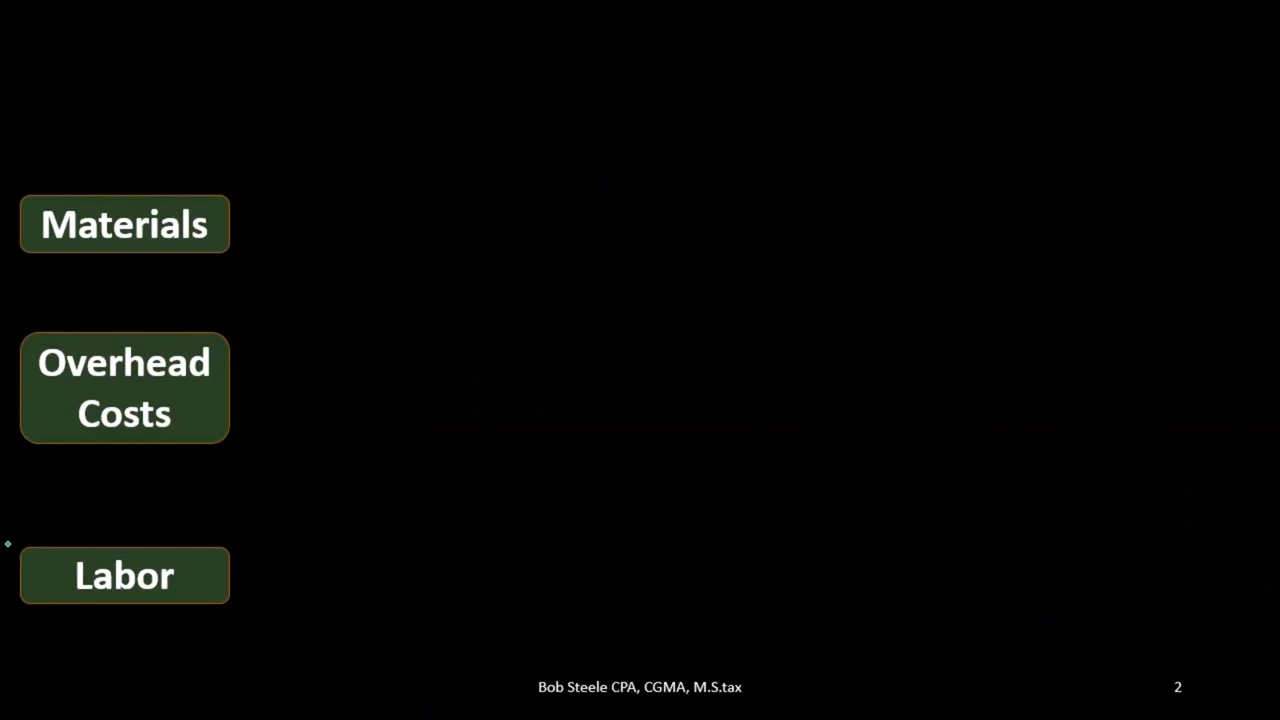 Materials
Overhead
Costs
Labor
Bob Steele CPA, CGMA, M.S.tax
2